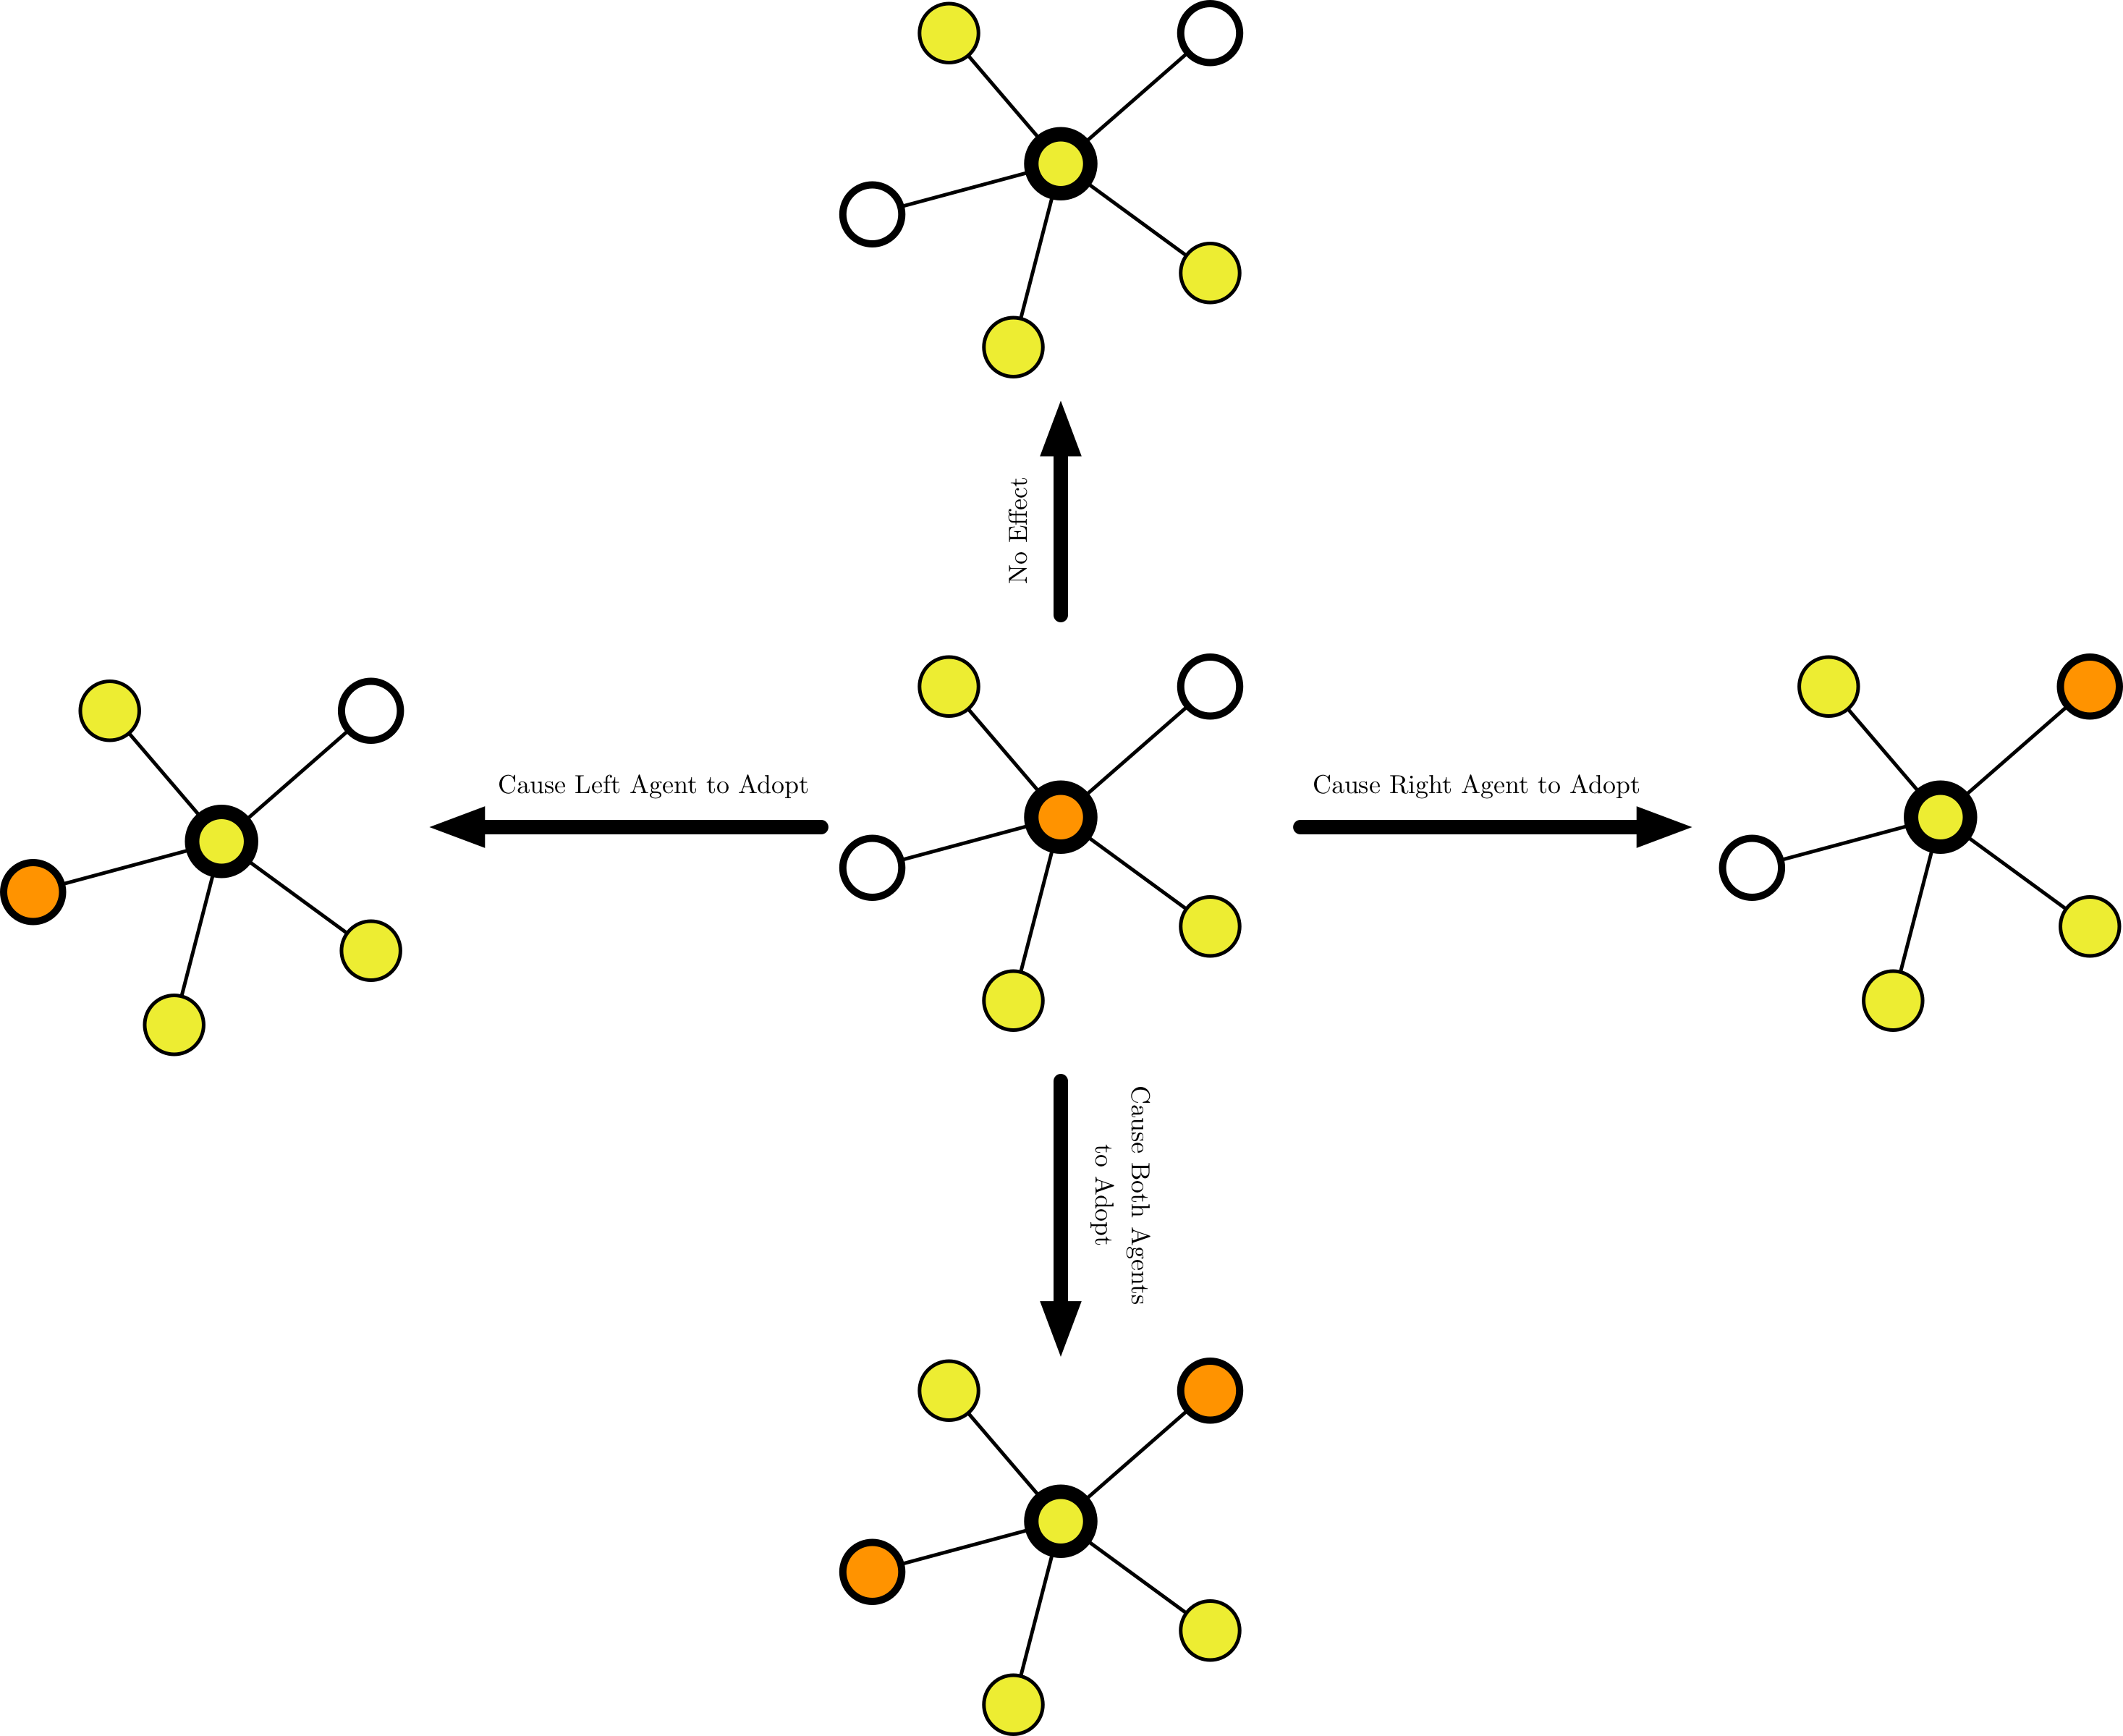 No Effect
Cause Left Agent to Adopt
Cause Right Agent to Adopt
Cause Both Agents
to Adopt